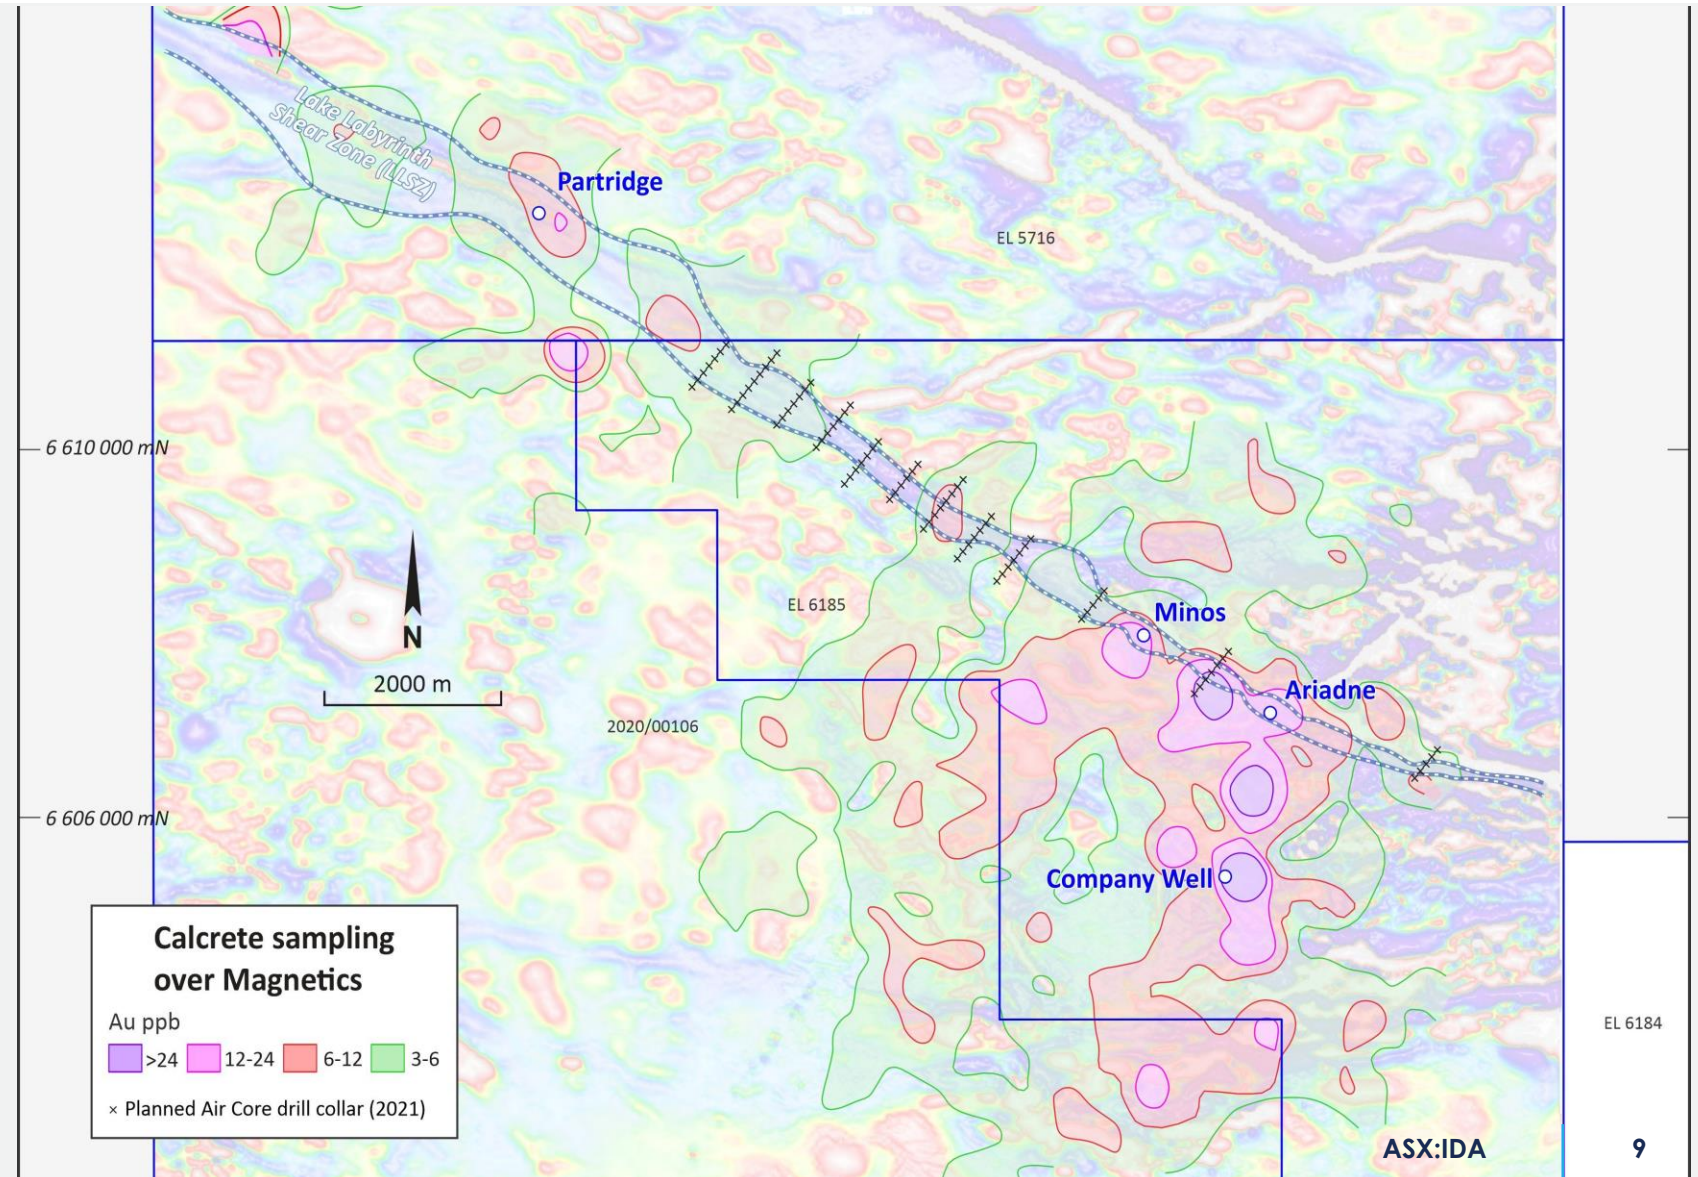 Lake Labyrinth
Shear Zone (LLSZ)
Partridge
EL 5716
6 610 000 mN
EL 6185
Minos
N
2000 m
Ariadne
2020/00106
6 606 000 mN
Company Well
Calcrete sampling
over Magnetics
Au ppb
>24 12-24 6-12 3-6
× Planned Air Core drill collar (2021)
EL 6184
ASX:IDA 9